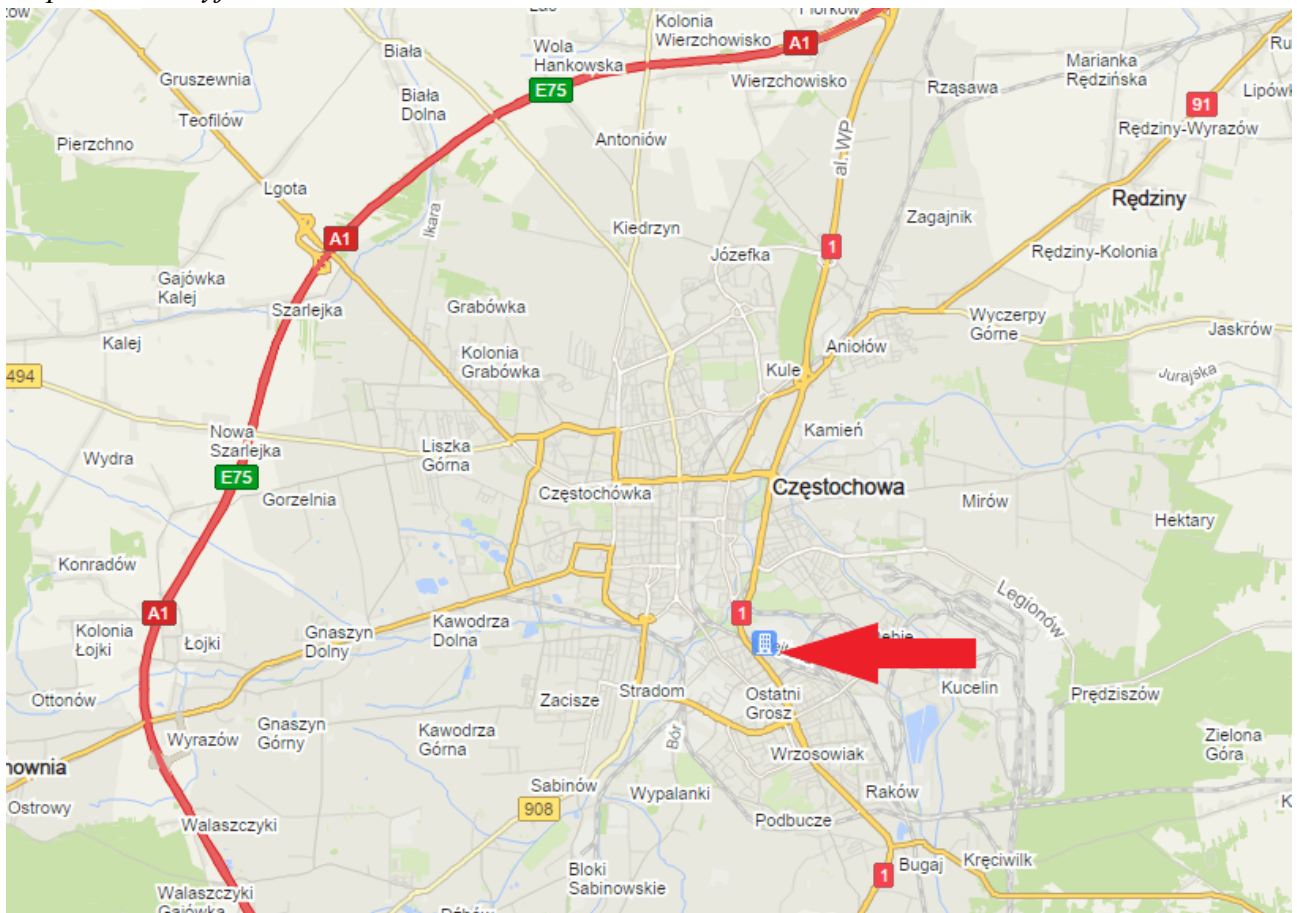 Kolonia
Wierzchowisko
A1
Biała
Wola
Hankowska
Gruszewnia
E75
Wierzchowisko
Marianka
Rędzińska
Rząsawa
Biała
Dolna
91
Teofilów
Antoniów
Rędziny-Wyrazów
Pierzchno
al. WP
Lgota
Rędziny
Ikara
Kiedrzyn
Zagajnik
A1
1
Józefka
Rędziny-Kolonia
Gajówka
Kalej
Szarlejka
Grabówka
Wyczerpy
Górne
Jaskrów
Kalej
Aniołów
Kolonia
Grabówka
Kule
Jurajska
494
Nowa
Szarlejka
Liszka
Górna
Kamień
Wydra
E75
Gorzelnia
Częstochówka
Częstochowa
Mirów
Hektary
Konradów
Legionów
A1
1
Kolonia
Łojki
Łojki
Gnaszyn
Dolny
Kawodrza
Dolna
Ottonów
Zacisze
Stradom
Ostatni
Grosz
Kucelin
Prędziszów
Gnaszyn
Górny
Kawodrza
Górna
Bór
Wyrazów
Wrzosowiak
Zielona
Góra
Sabinów
Wypalanki
Raków
Ostrowy
908
Walaszczyki
Podbucze
Bugaj
Kręciwilk
1
Bloki
Sabinowskie
Walaszczyki